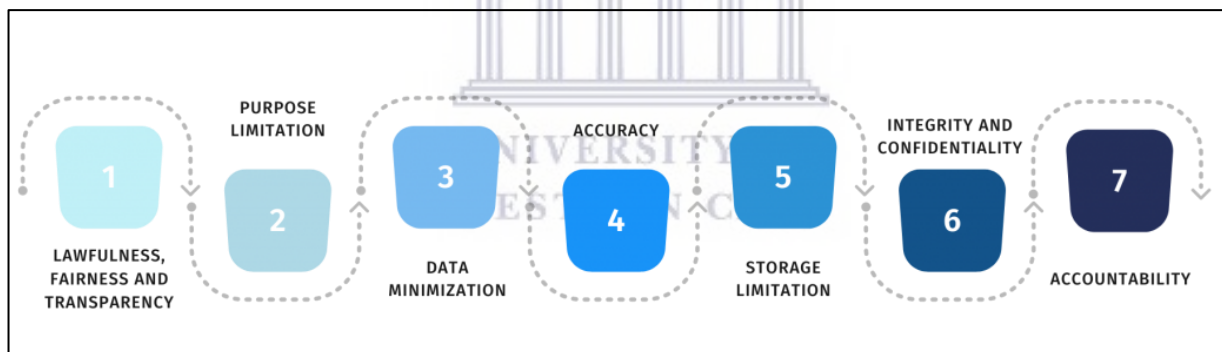 1
LAWFULNESS,
FAIRNESS AND
TRANSPARENCY
PURPOSE
LIMITATION
2
3
DATA
MINIMIZATION
ACCURACY
4
5
STORAGE
LIMITATION
INTEGRITY AND
CONFIDENTIALITY
6
7
ACCOUNTABILITY